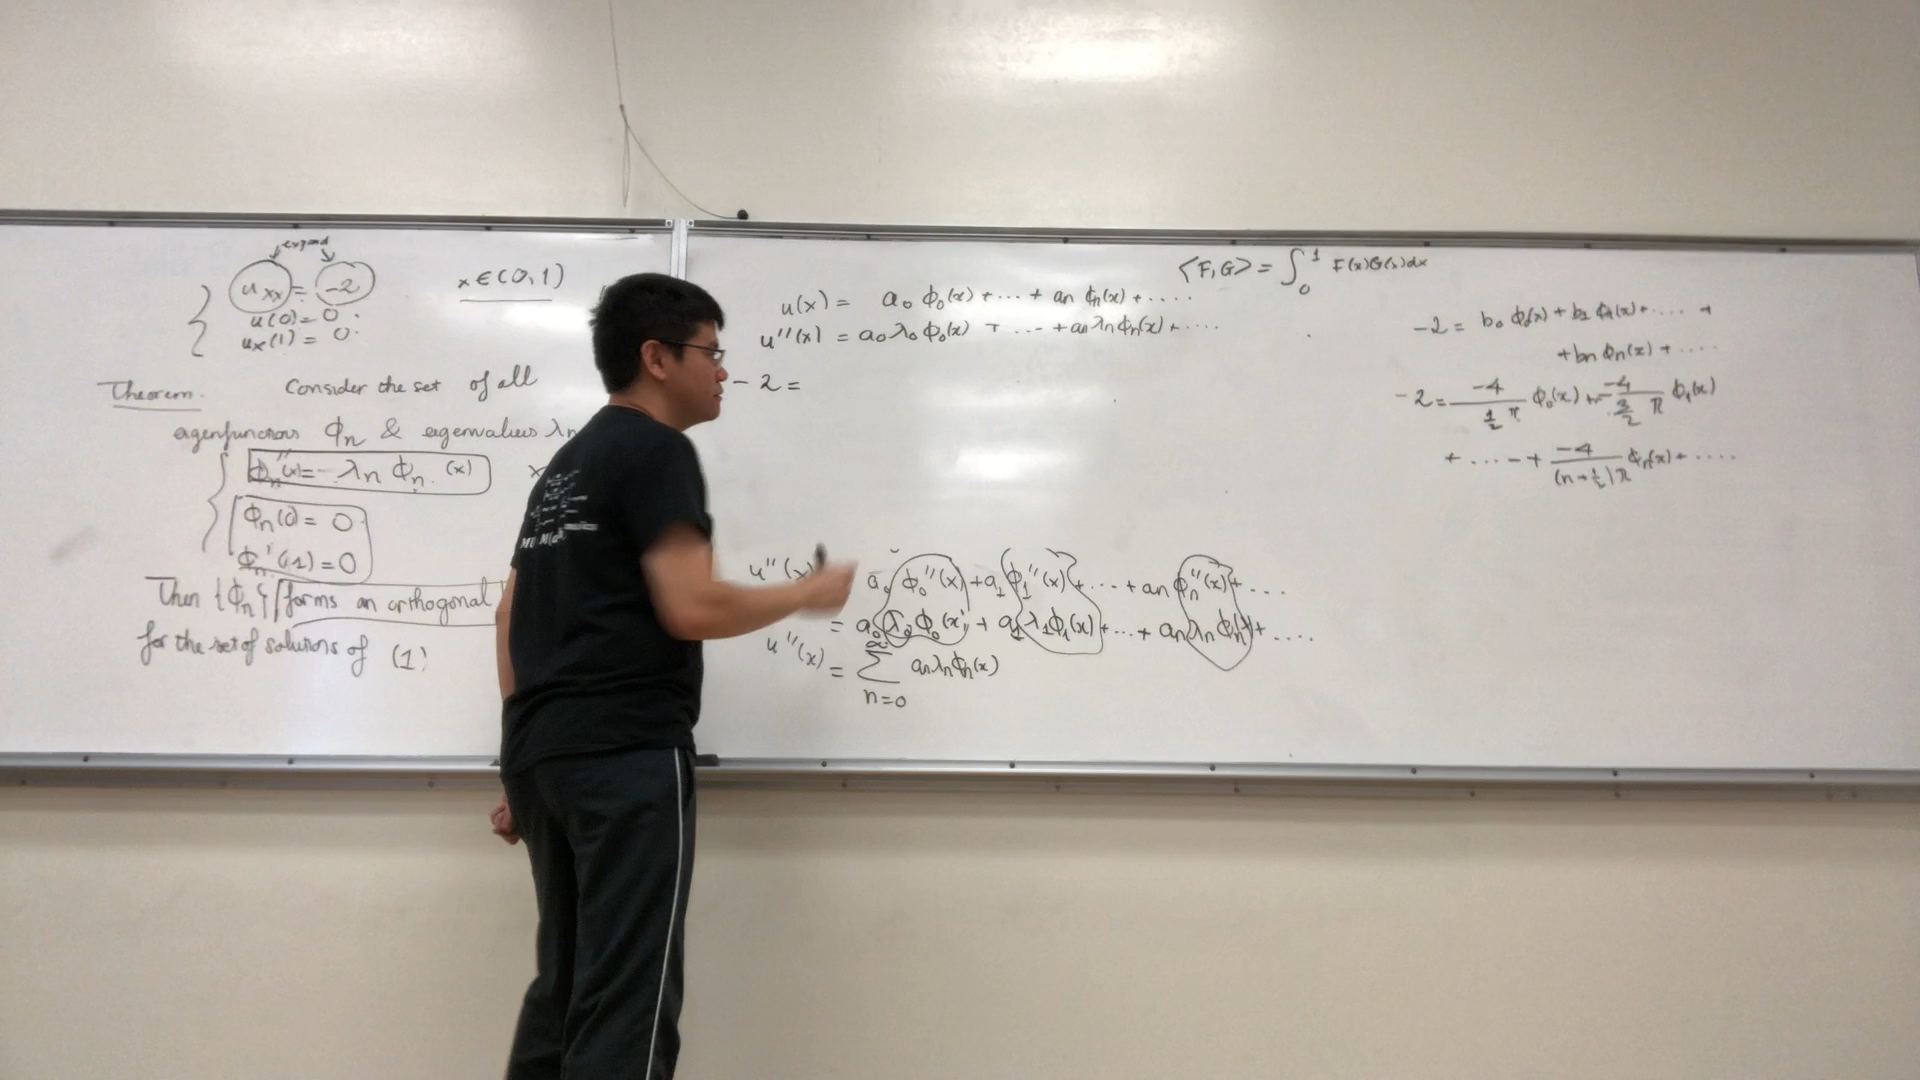 expand
u_xx = -2 x ∈ (0,1)
u(0) = 0.
u_x(1) = 0.
Theorem. Consider the set of all
eigenfunctions ϕ_n & eigenvalues λ_n
ϕ_n''(x) = - λ_n ϕ_n (x) x
ϕ_n(0) = 0
ϕ_n'(1) = 0
Then {ϕ_n} forms an orthogonal
for the set of solutions of (1)
⟨F,G⟩ = ∫_0^1 F(x)G(x)dx
u(x) = a_0 ϕ_0(x) + ... + a_n ϕ_n(x) + ....
u''(x) = a_0 λ_0 ϕ_0(x) + ... + a_n λ_n ϕ_n(x) + ....
- 2 =
u''(x) a_0 ϕ_0''(x) + a_1 ϕ_1''(x) + ... + a_n ϕ_n''(x) + ...
= a_0 λ_0 ϕ_0(x) + a_1 λ_1 ϕ_1(x) + ... + a_n λ_n ϕ_n + ....
u''(x) = ∑_{n=0}^∞ a_n λ_n ϕ_n(x)
-2 = b_0 ϕ_0(x) + b_1 ϕ_1(x) + .... +
+ b_n ϕ_n(x) + ....
-2 = -4/(1/2 π) ϕ_0(x) + -4/(3/2 π) ϕ_1(x)
+ .... + -4/((n+1/2)π) ϕ_n(x) + ....